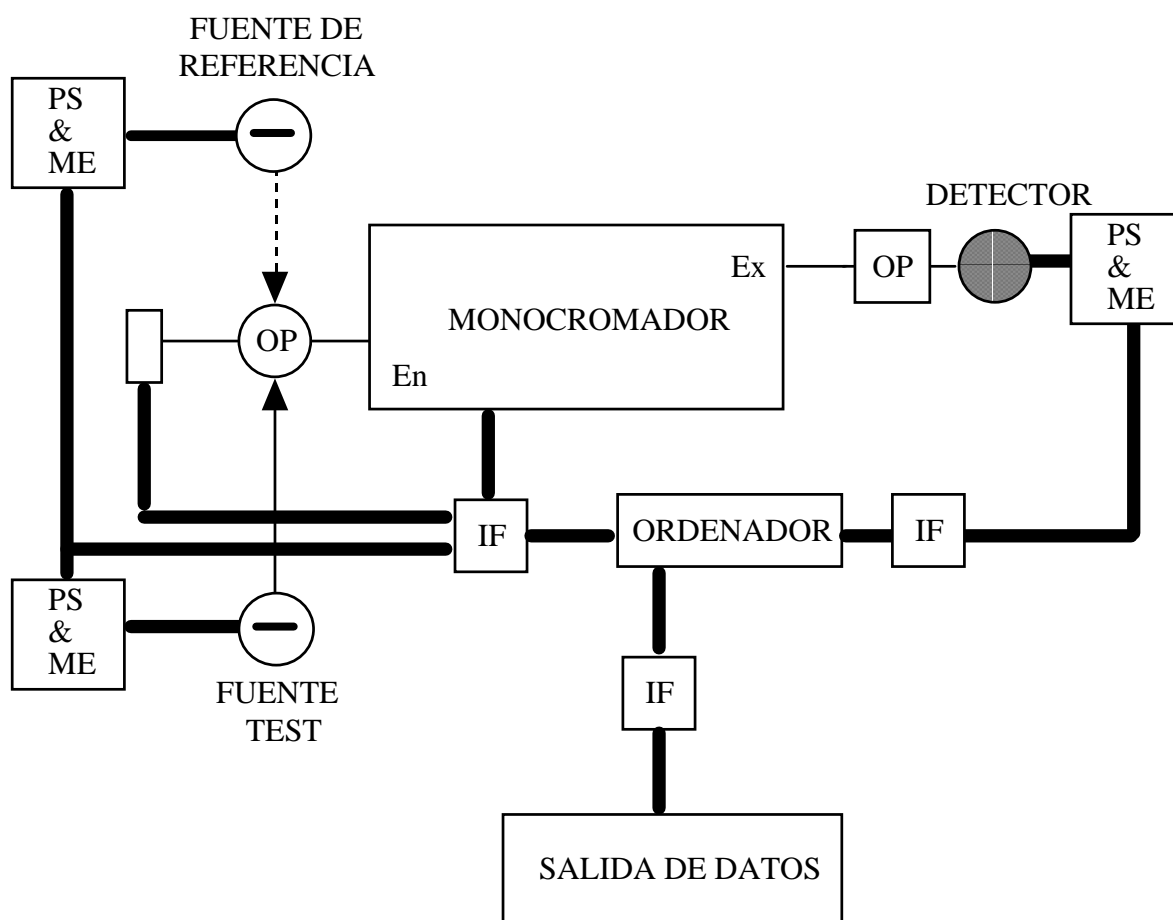 FUENTE DE
REFERENCIA
PS
&
ME
DETECTOR
PS
&
ME
Ex
OP
MONOCROMADOR
OP
En
IF
ORDENADOR
IF
PS
&
ME
IF
FUENTE
TEST
SALIDA DE DATOS